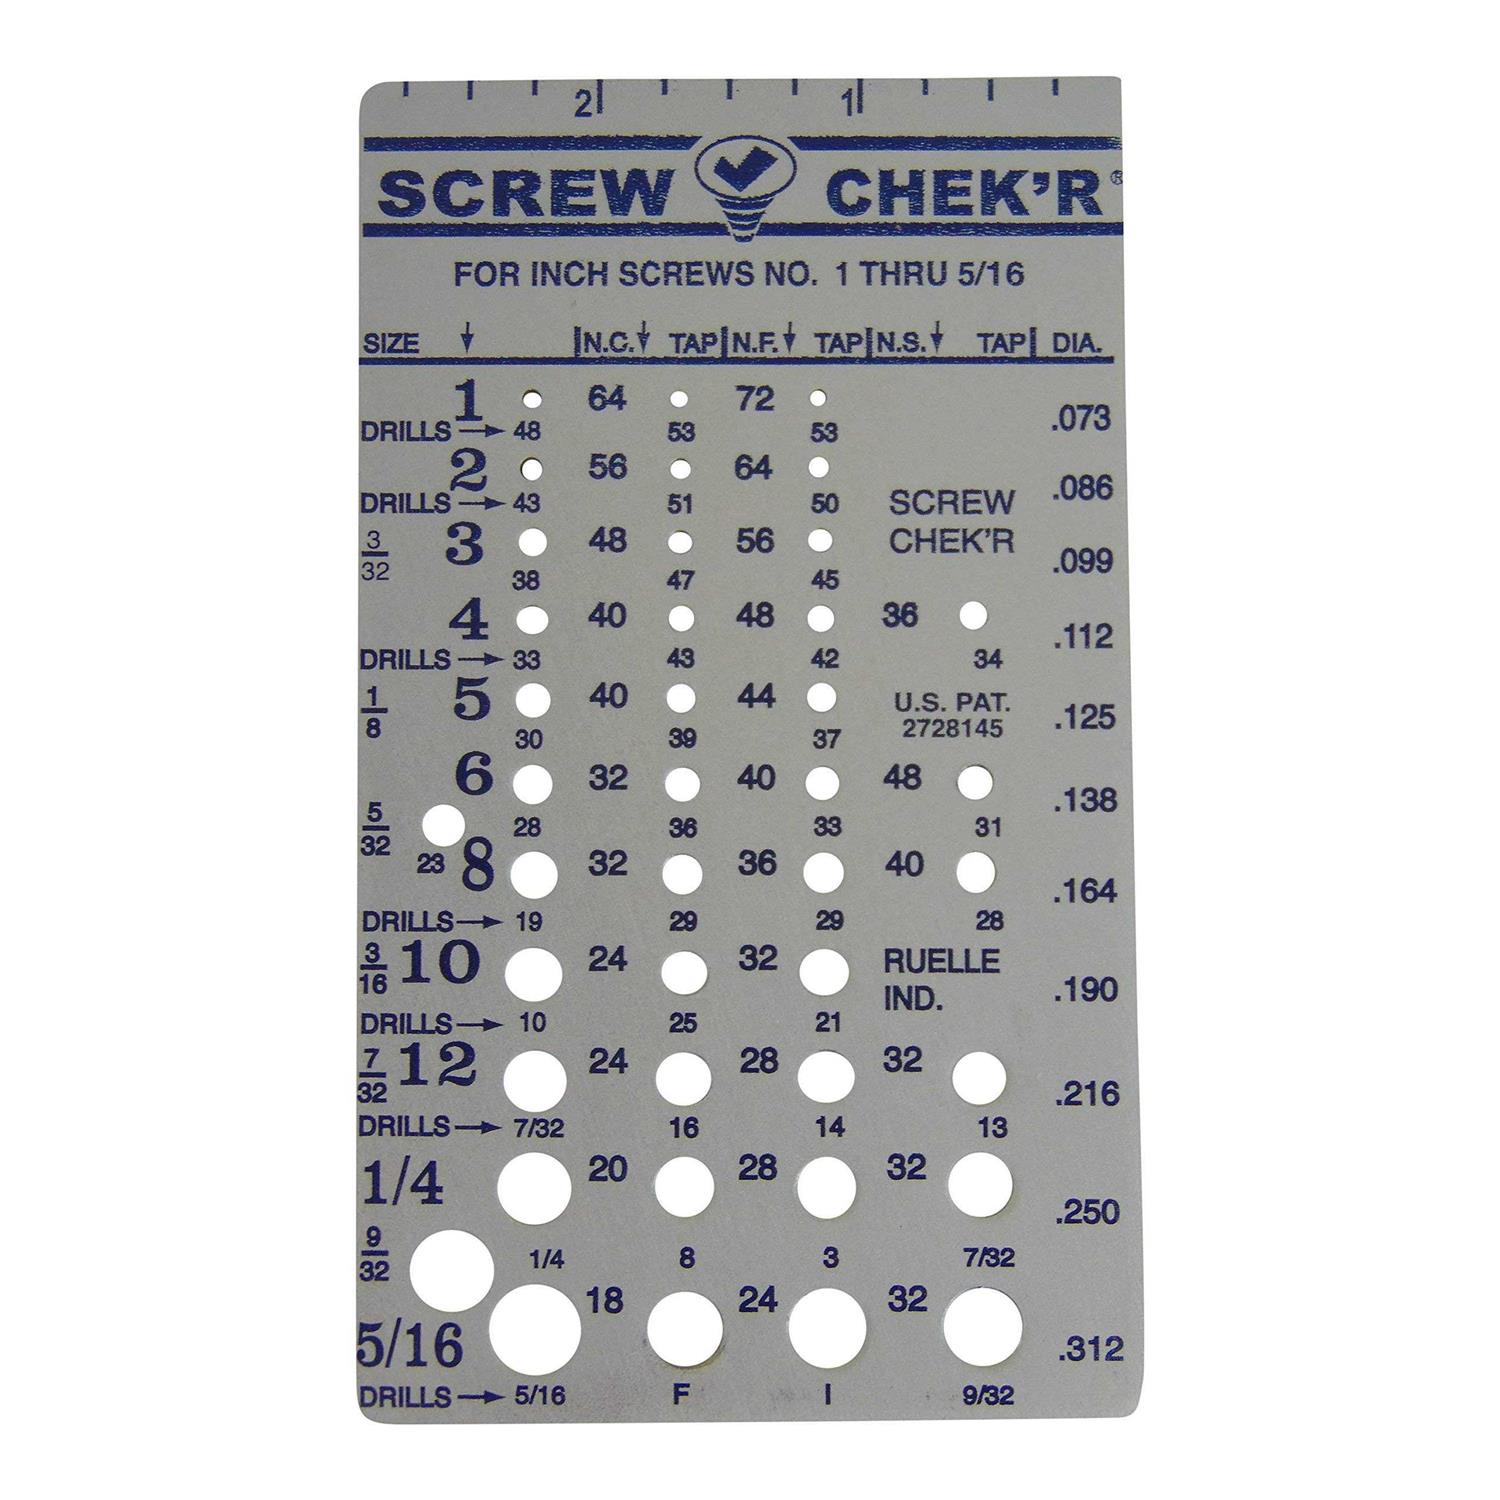 2 1
SCREW CHEK'R®
FOR INCH SCREWS NO. 1 THRU 5/16
SIZE N.C. TAP N.F. TAP N.S. TAP DIA.
1 64 72 .073
DRILLS 48 53 53
2 56 64 .086
DRILLS 43 51 50
SCREW
CHEK'R
3/32 3 48 56 .099
38 47 45
4 40 48 36 .112
DRILLS 33 43 42 34
1/8 5 40 44 .125
30 39 37
U.S. PAT.
2728145
6 32 40 48 .138
5/32 28 36 33 31
23 8 32 36 40 .164
DRILLS 19 29 29 28
3/16 10 24 32 .190
RUELLE
IND.
DRILLS 10 25 21
7/32 12 24 28 32 .216
DRILLS 7/32 16 14 13
1/4 20 28 32 .250
9/32 1/4 8 3 7/32
5/16 18 24 32 .312
DRILLS 5/16 F I 9/32